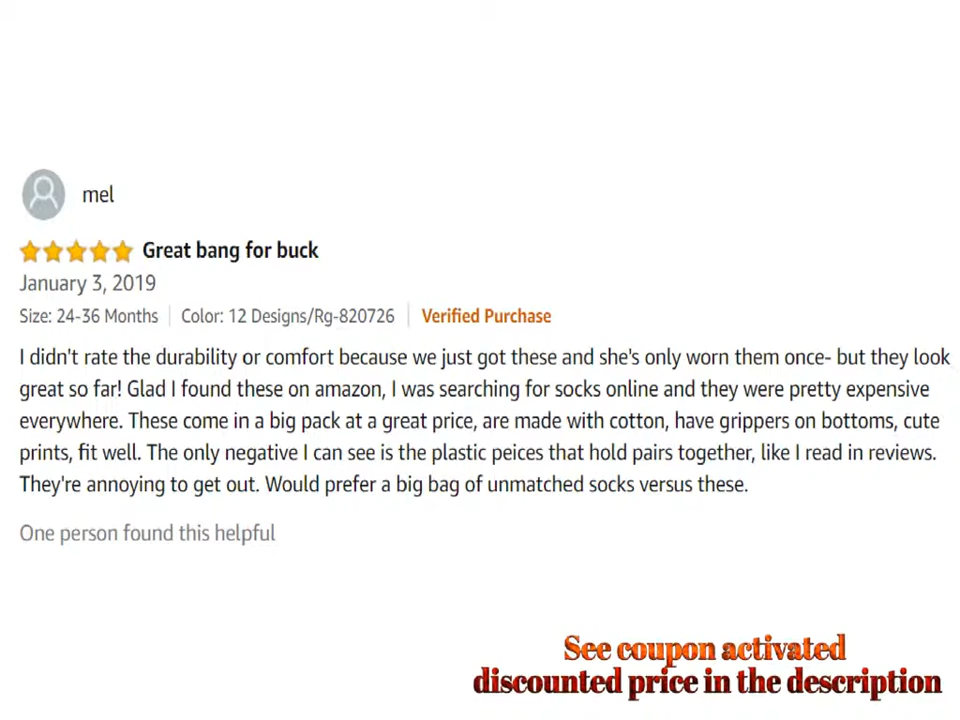 mel
Great bang for buck
January 3, 2019
Size: 24-36 Months | Color: 12 Designs/Rg-820726 | Verified Purchase
I didn't rate the durability or comfort because we just got these and she's only worn them once- but they look
great so far! Glad I found these on amazon, I was searching for socks online and they were pretty expensive
everywhere. These come in a big pack at a great price, are made with cotton, have grippers on bottoms, cute
prints, fit well. The only negative I can see is the plastic peices that hold pairs together, like I read in reviews.
They're annoying to get out. Would prefer a big bag of unmatched socks versus these.
One person found this helpful
See coupon activated
discounted price in the description